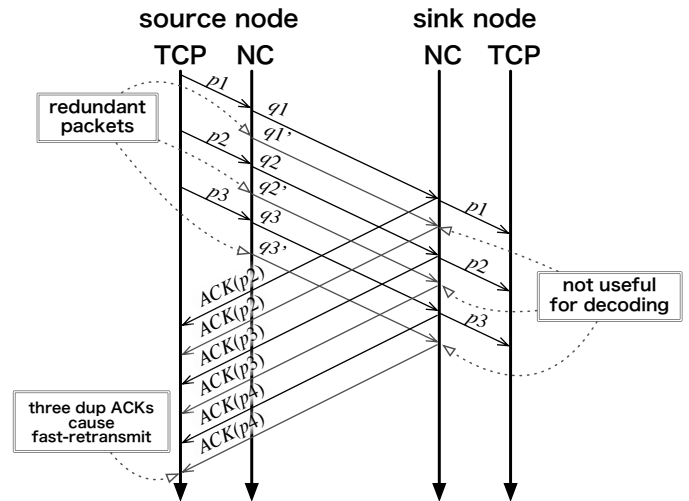 source node
sink node
TCP
NC
NC
TCP
p1
q1
redundant
packets
q1'
p2
q2
q2'
p1
p3
q3
q3'
p2
ACK(p2)
not useful
for decoding
ACK(p2)
p3
ACK(p3)
ACK(p3)
ACK(p4)
three dup ACKs
cause
fast-retransmit
ACK(p4)